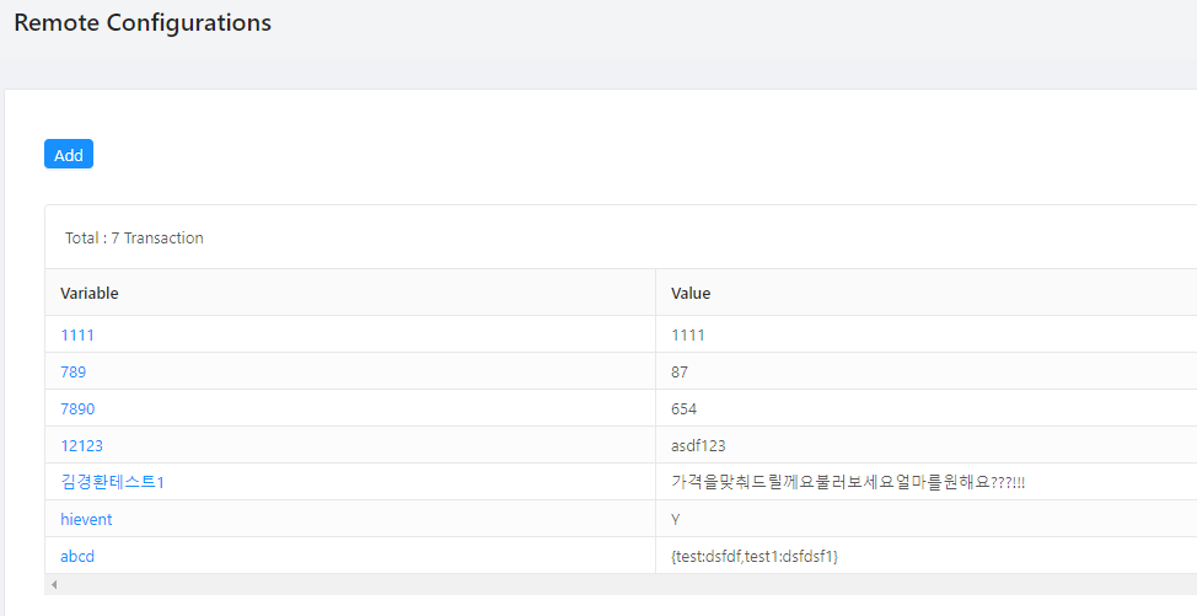 Remote Configurations
Add
Total : 7 Transaction
Variable Value
1111 1111
789 87
7890 654
12123 asdf123
김경환테스트1 가격을맞춰드릴께요불러보세요얼마를원해요???!!!
hievent Y
abcd {test:dsfdf,test1:dsfdsf1}